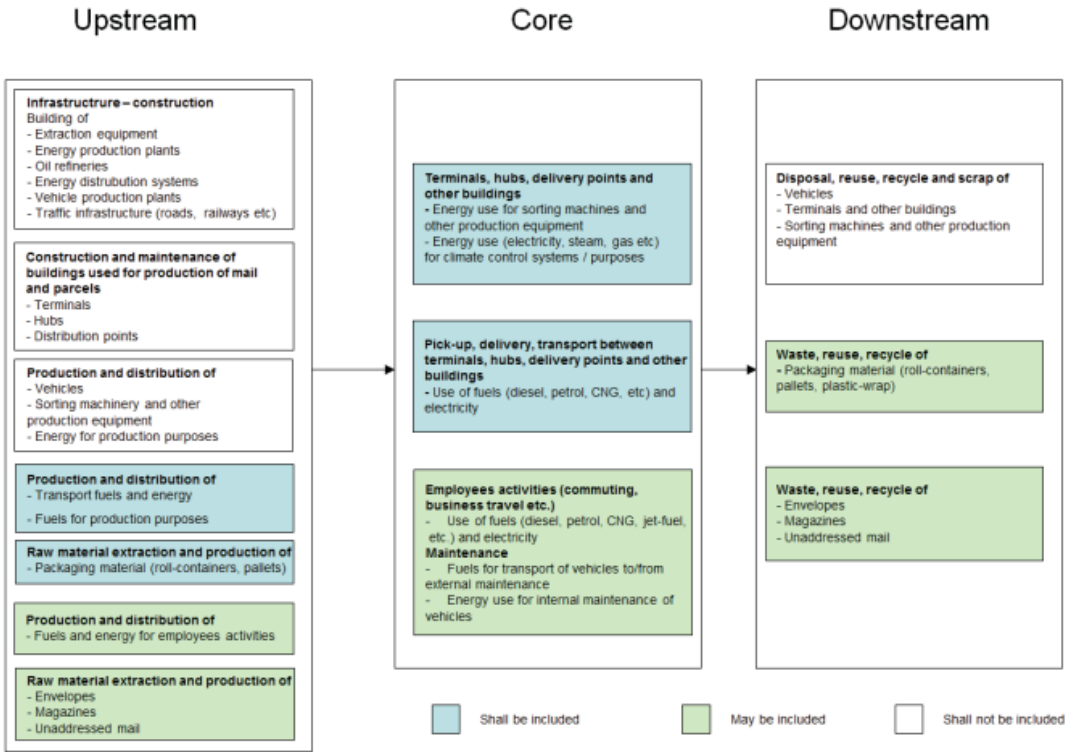 Upstream
Core
Downstream
Infrastrucrure – construction
Building of
- Extraction equipment
- Energy production plants
- Oil refineries
- Energy distrubution systems
- Vehicle production plants
- Traffic infrastructure (roads, railways etc)
Construction and maintenance of
buildings used for production of mail
and parcels
- Terminals
- Hubs
- Distribution points
Production and distribution of
- Vehicles
- Sorting machinery and other
production equipment
- Energy for production purposes
Production and distribution of
- Transport fuels and energy
- Fuels for production purposes
Raw material extraction and production of
- Packaging material (roll-containers, pallets)
Production and distribution of
- Fuels and energy for employees activities
Raw material extraction and production of
- Envelopes
- Magazines
- Unaddressed mail
Terminals, hubs, delivery points and
other buildings
- Energy use for sorting machines and
other production equipment
- Energy use (electricity, steam, gas etc)
for climate control systems / purposes
Pick-up, delivery, transport between
terminals, hubs, delivery points and other
buildings
- Use of fuels (diesel, petrol, CNG, etc) and
electricity
Employees activities (commuting,
business travel etc.)
- Use of fuels (diesel, petrol, CNG, jet-fuel,
etc.) and electricity
Maintenance
- Fuels for transport of vehicles to/from
external maintenance
- Energy use for internal maintenance of
vehicles
Disposal, reuse, recycle and scrap of
- Vehicles
- Terminals and other buildings
- Sorting machines and other production
equipment
Waste, reuse, recycle of
- Packaging material (roll-containers,
pallets, plastic-wrap)
Waste, reuse, recycle of
- Envelopes
- Magazines
- Unaddressed mail
Shall be included
May be included
Shall not be included